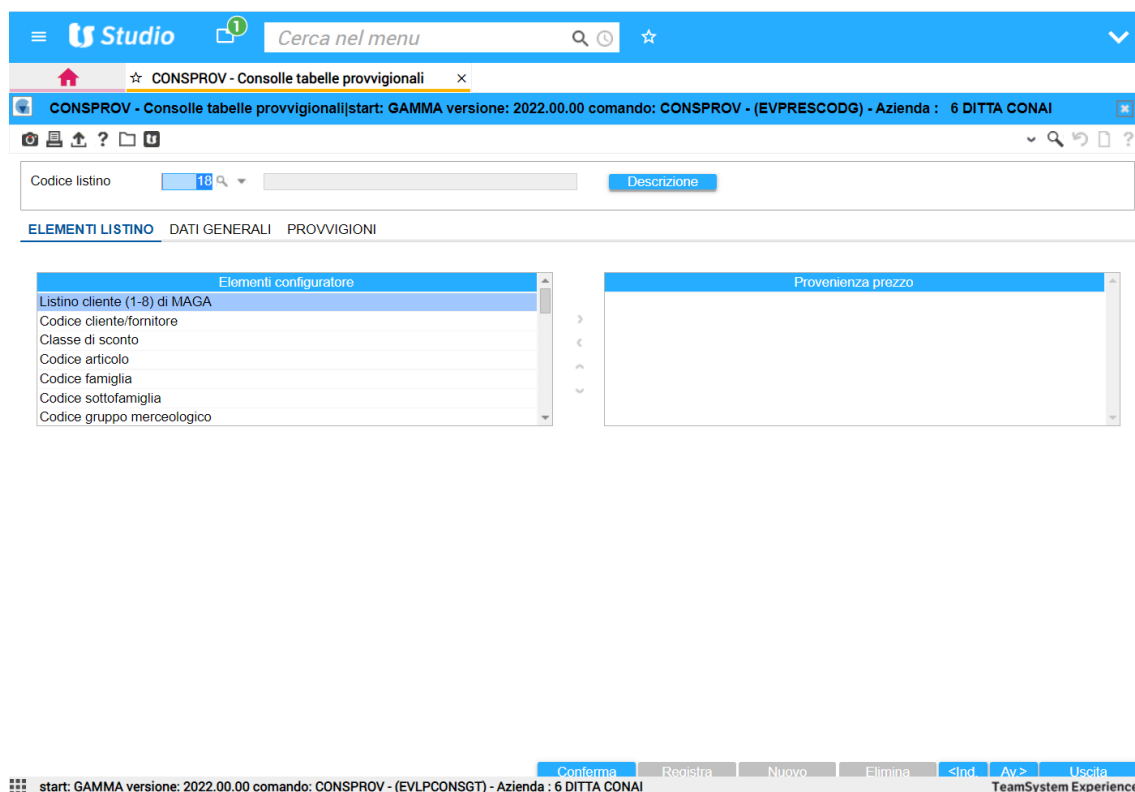 Studio 1 Cerca nel menu
CONSPROV - Consolle tabelle provvigionali ×
CONSPROV - Consolle tabelle provvigionali|start: GAMMA versione: 2022.00.00 comando: CONSPROV - (EVPRESCODG) - Azienda : 6 DITTA CONAI
Codice listino 18 Descrizione
ELEMENTI LISTINO DATI GENERALI PROVVIGIONI
Elementi configuratore Provenienza prezzo
Listino cliente (1-8) di MAGA
Codice cliente/fornitore
Classe di sconto
Codice articolo
Codice famiglia
Codice sottofamiglia
Codice gruppo merceologico
Conferma Registra Nuovo Elimina <Ind. Av.> Uscita
start: GAMMA versione: 2022.00.00 comando: CONSPROV - (EVLPCONSGT) - Azienda : 6 DITTA CONAI TeamSystem Experience